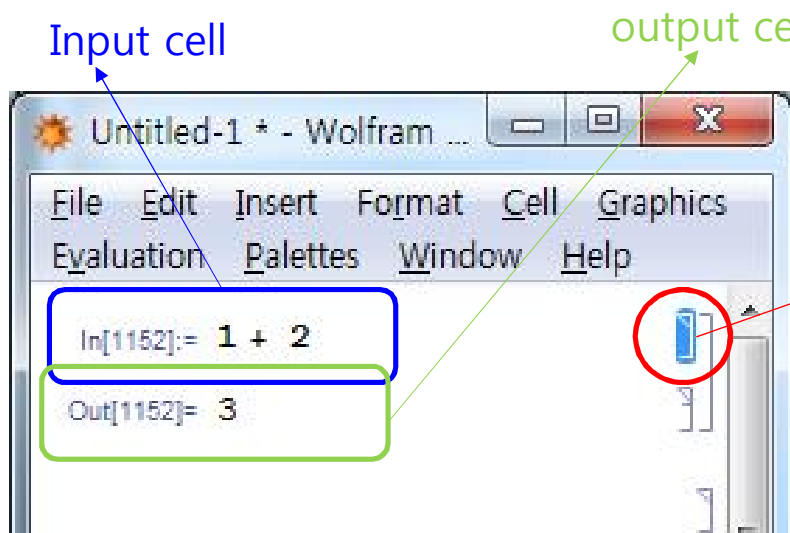 Input cell
output ce
Untitled-1 * - Wolfram ...
File Edit Insert Format Cell Graphics
Evaluation Palettes Window Help
In[1152]:= 1 + 2
Out[1152]= 3